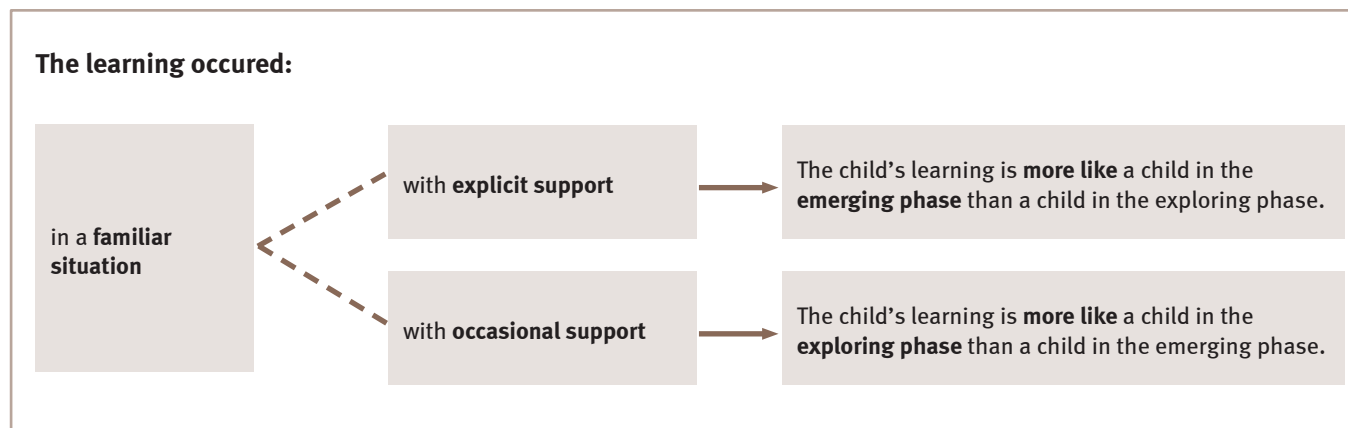 The learning occured:
in a familiar
situation
with explicit support
The child’s learning is more like a child in the
emerging phase than a child in the exploring phase.
with occasional support
The child’s learning is more like a child in the
exploring phase than a child in the emerging phase.